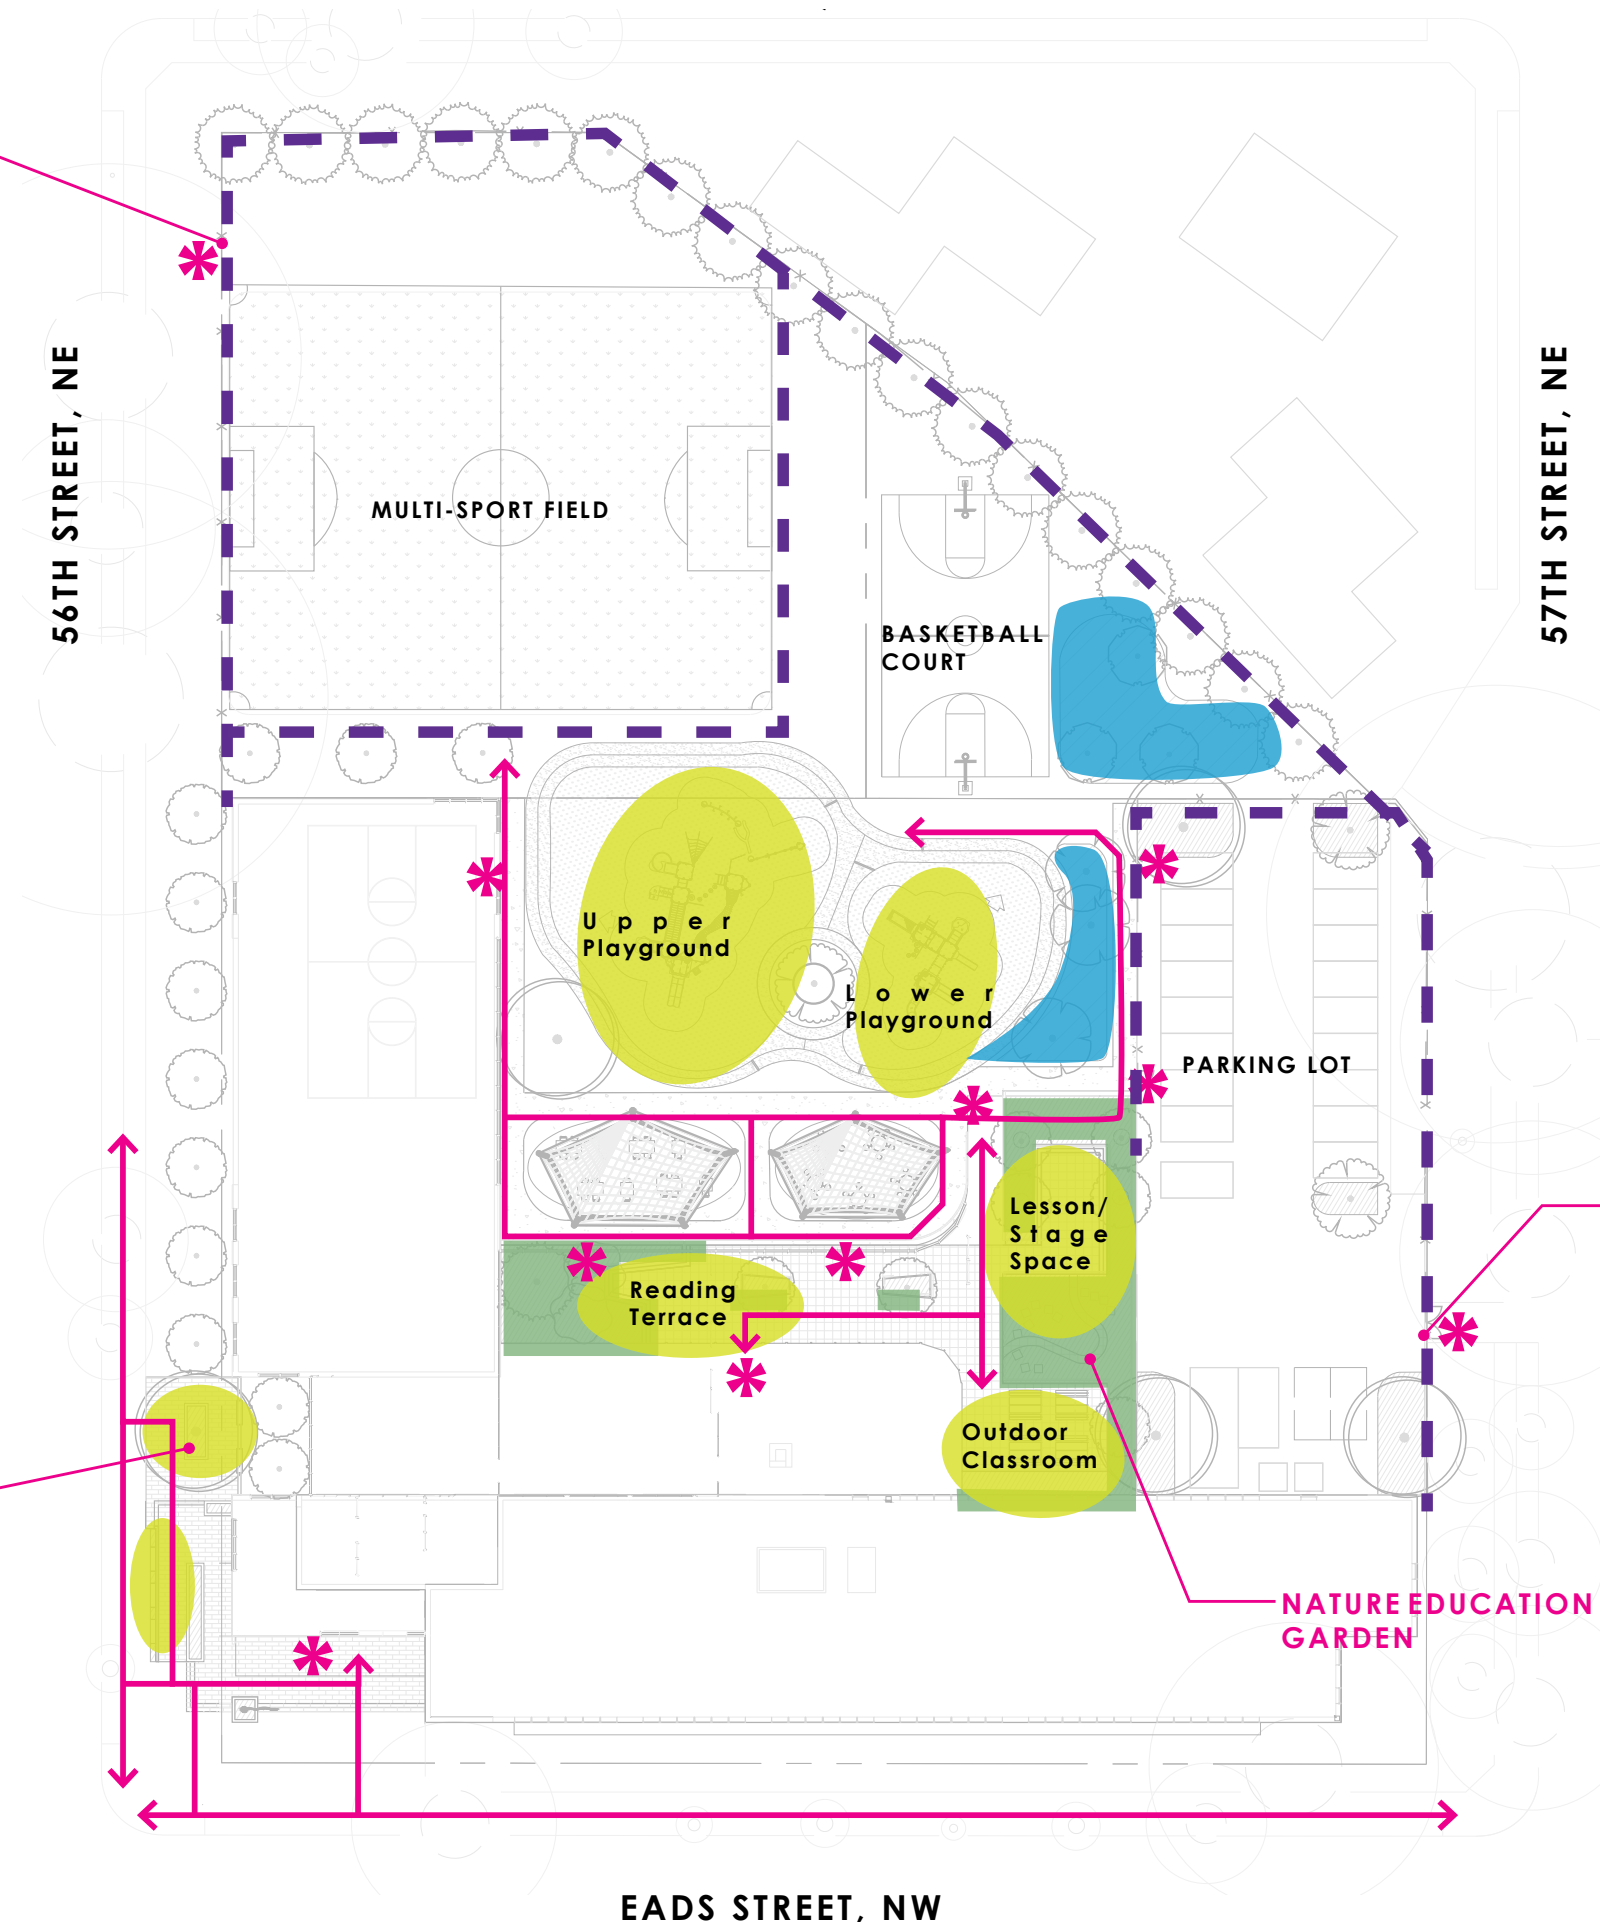 56TH STREET, NE
57TH STREET, NE
MULTI-SPORT FIELD
BASKETBALL
COURT
Upper
Playground
Lower
Playground
PARKING LOT
Lesson/
Stage
Space
Reading
Terrace
Outdoor
Classroom
NATURE EDUCATION
GARDEN
EADS STREET, NW